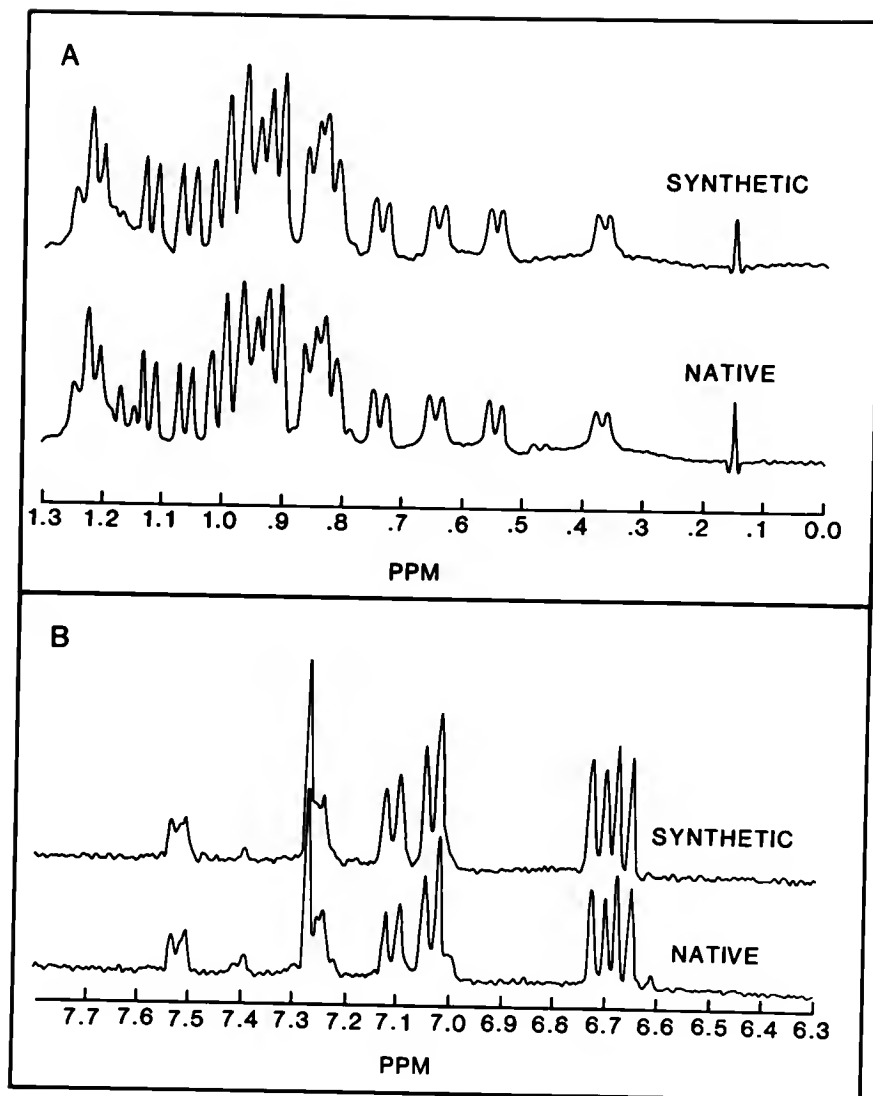 A
SYNTHETIC
NATIVE
1.3 1.2 1.1 1.0 .9 .8 .7 .6 .5 .4 .3 .2 .1 0.0
PPM
B
SYNTHETIC
NATIVE
7.7 7.6 7.5 7.4 7.3 7.2 7.1 7.0 6.9 6.8 6.7 6.6 6.5 6.4 6.3
PPM